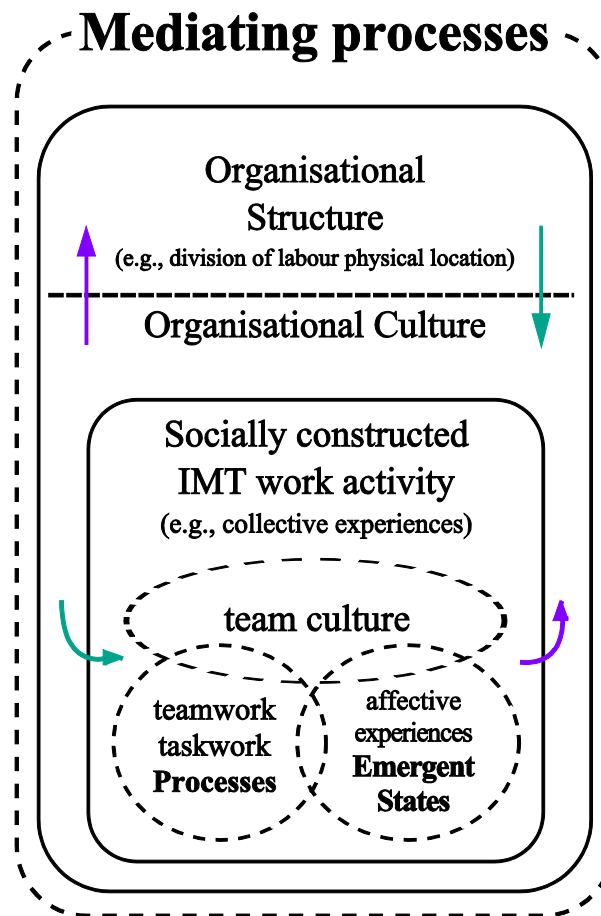 Mediating processes
Organisational
Structure
(e.g., division of labour physical location)
Organisational Culture
Socially constructed
IMT work activity
(e.g., collective experiences)
team culture
teamwork
taskwork
Processes
affective
experiences
Emergent
States